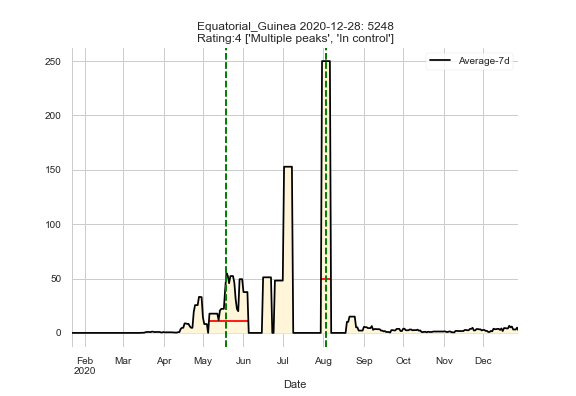 Equatorial_Guinea 2020-12-28: 5248
Rating:4 ['Multiple peaks', 'In control']
Average-7d
250
200
150
100
50
0
Feb Mar Apr May Jun Jul Aug Sep Oct Nov Dec
2020
Date